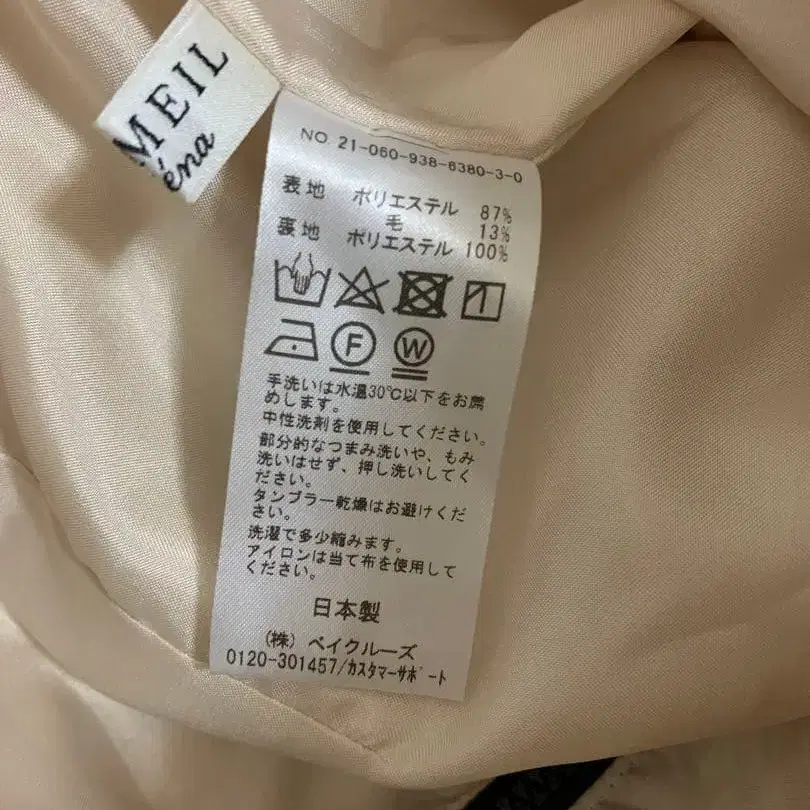 MEIL
éna
NO 21-060-938-6380-3-0
表地 ポリエステル 87%
毛 13%
裏地 ポリエステル 100%
F W
手洗いは水温30℃以下をお薦
めします。
中性洗剤を使用してください。
部分的なつまみ洗いや、もみ
洗いはせず、押し洗いしてく
ださい。
タンブラー乾燥はお避けくだ
さい。
洗濯で多少縮みます。
アイロンは当て布を使用して
ください。
日本製
(株) ベイクルーズ
0120-301457/カスタマーサポート